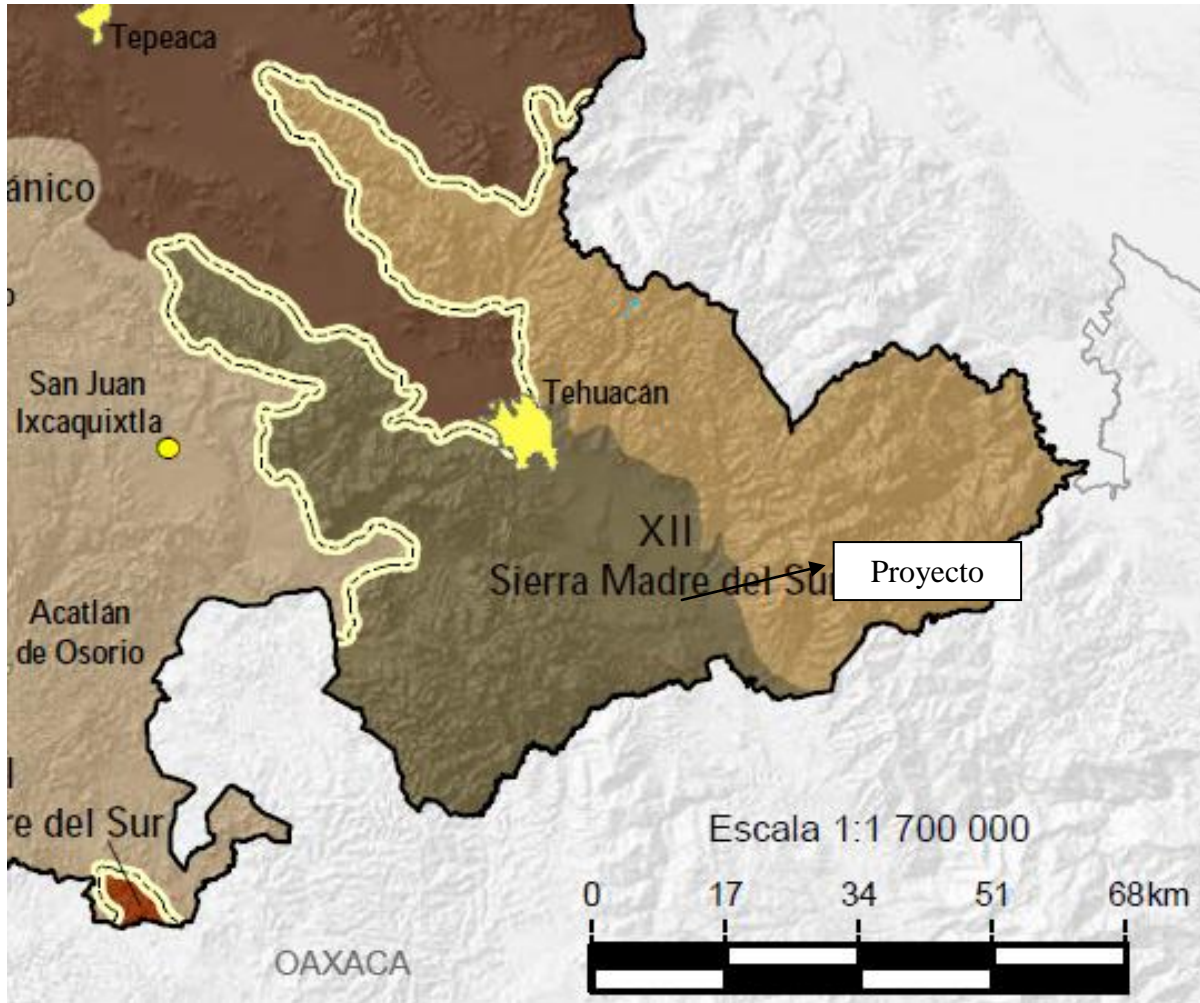 Tepeaca
ánico
San Juan
Ixcaquixtla
Tehuacán
XII
Sierra Madre del Sur
Proyecto
Acatlán
de Osorio
re del Sur
Escala 1:1 700 000
0 17 34 51 68km
OAXACA